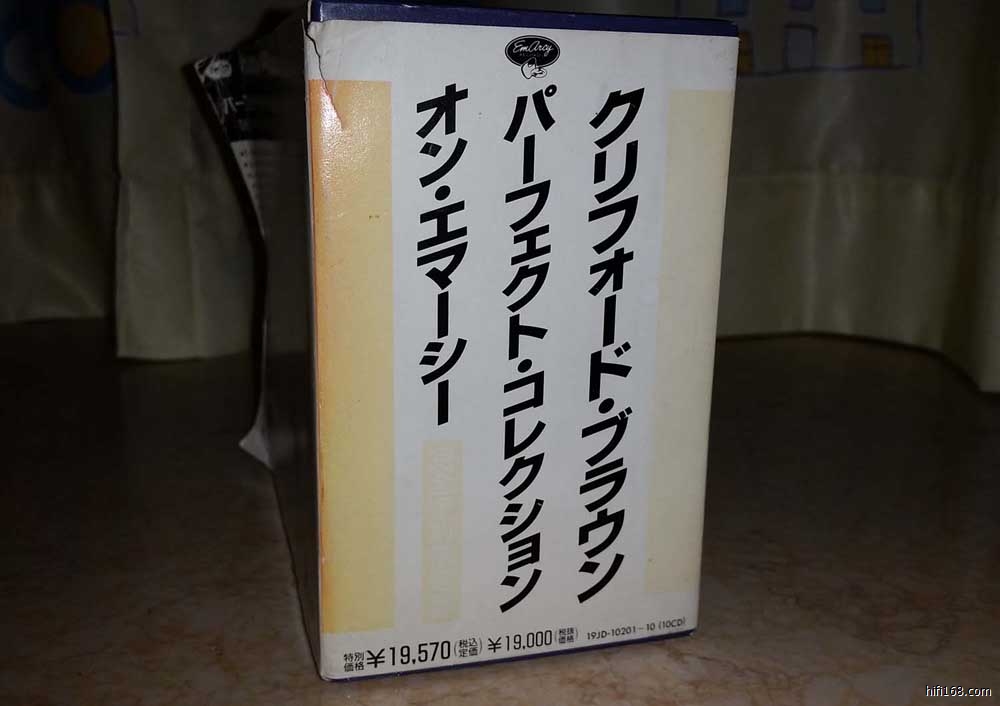 EmArcy
クリフォード・ブラウン
パーフェクト・コレクション
オン・エマーシー
特別価格 ¥19,570(税込定価) ¥19,000(税抜価格) 19JD-10201~10 (10CD)
hifi168.com